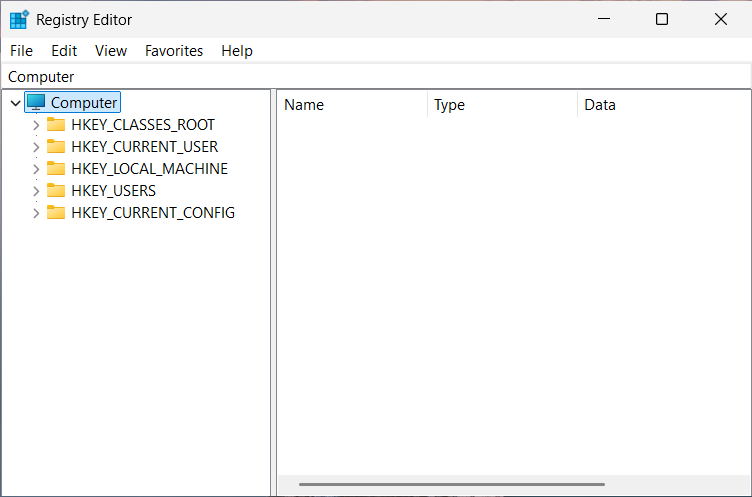 Registry Editor
File Edit View Favorites Help
Computer
Computer
HKEY_CLASSES_ROOT
HKEY_CURRENT_USER
HKEY_LOCAL_MACHINE
HKEY_USERS
HKEY_CURRENT_CONFIG
Name Type Data